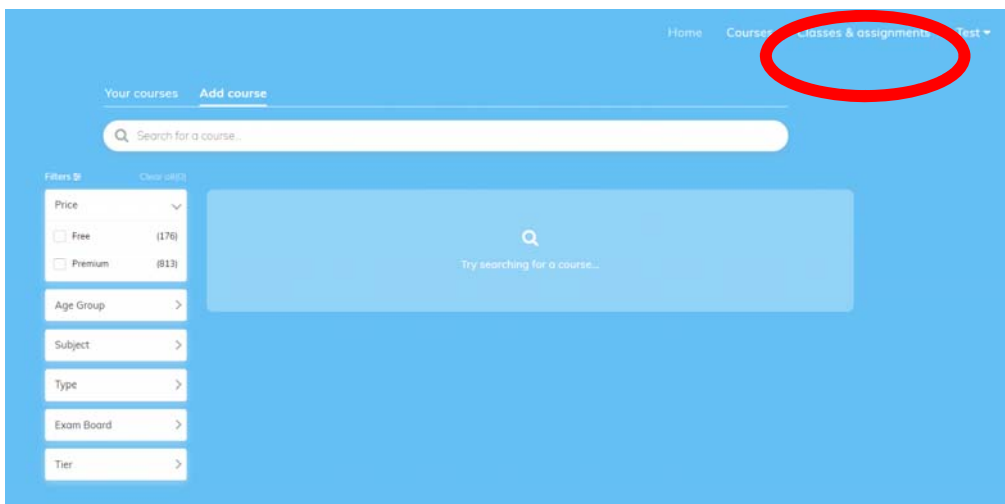 Home Courses Classes & assignments Test
Your courses Add course
Search for a course...
Filters Clear all(0)
Price
Free (176)
Premium (813)
Try searching for a course...
Age Group
Subject
Type
Exam Board
Tier